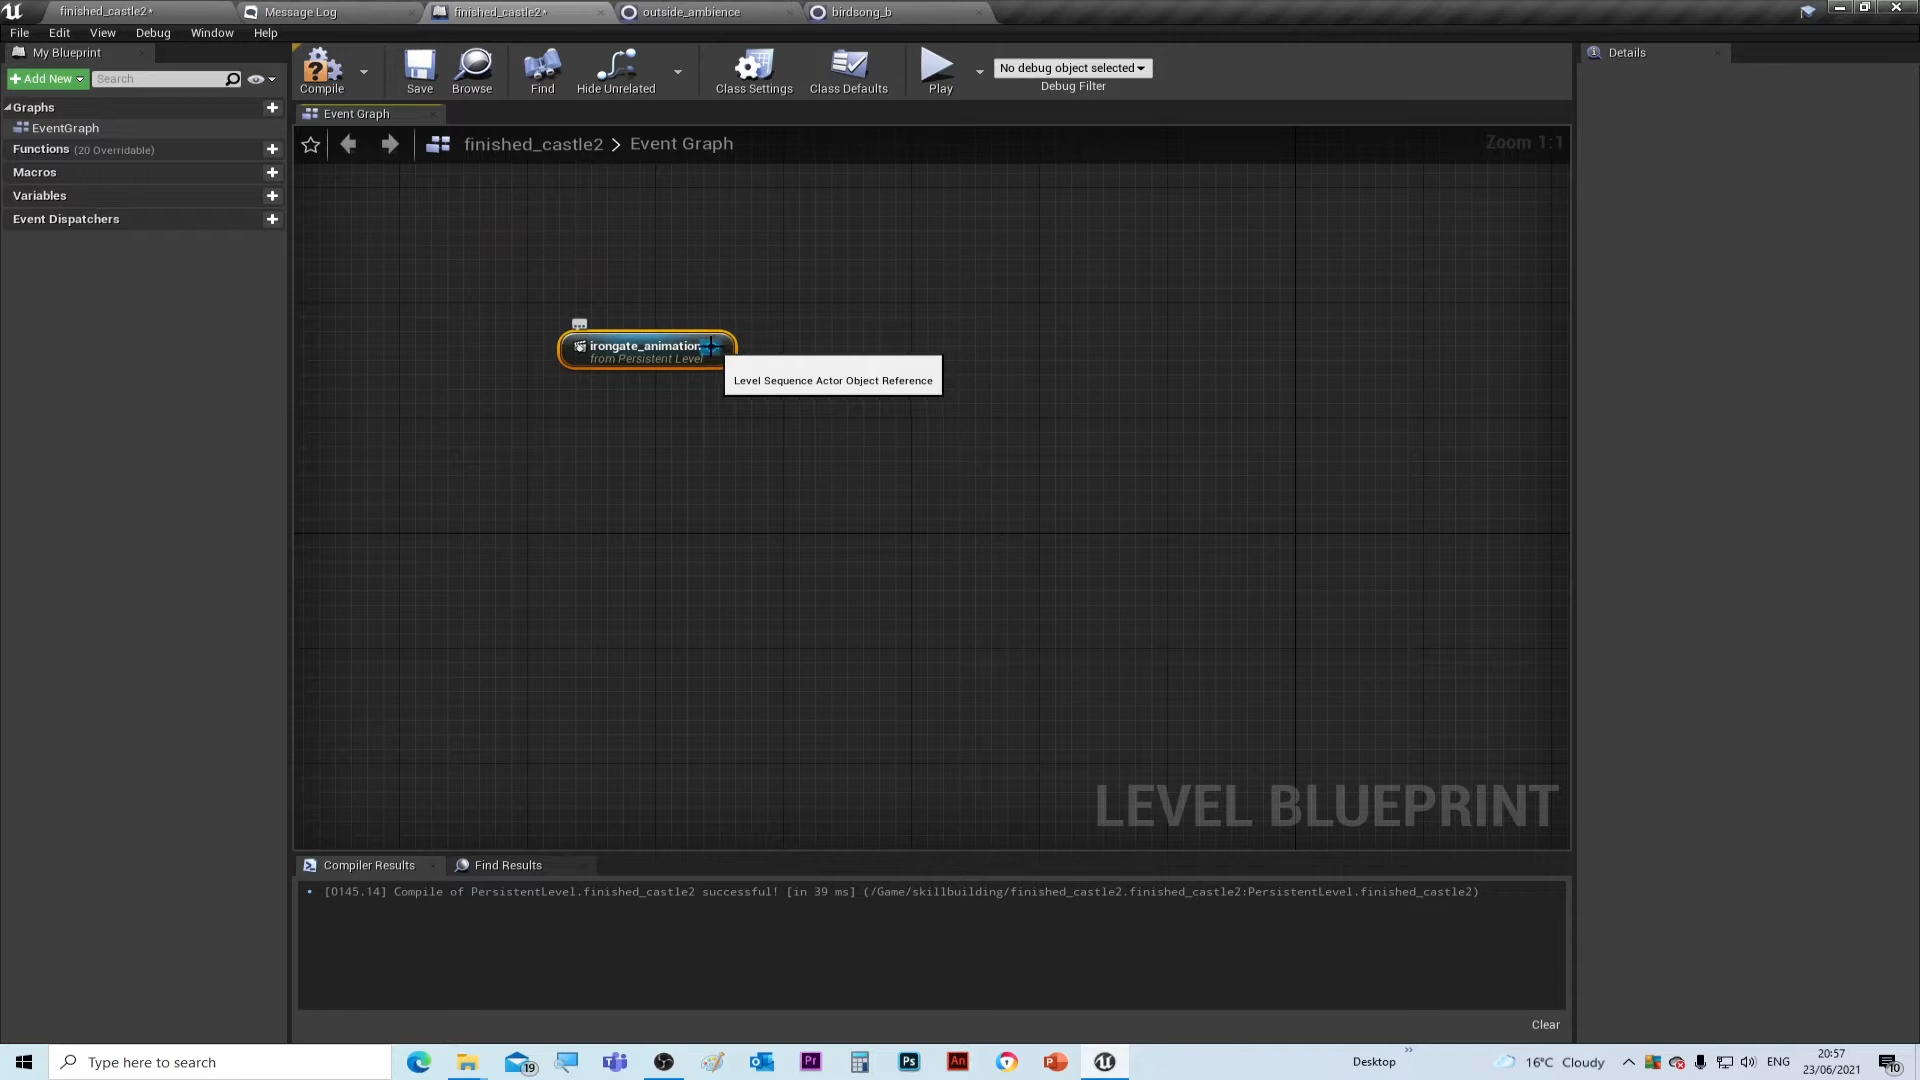 finished_castle2*
Message Log
finished_castle2*
outside_ambience
birdsong_b
File Edit View Debug Window Help
My Blueprint
Add New
Search
Graphs
EventGraph
Functions (20 Overridable)
Macros
Variables
Event Dispatchers
Compile
Save
Browse
Find
Hide Unrelated
Class Settings
Class Defaults
Play
No debug object selected
Debug Filter
Details
Event Graph
finished_castle2 > Event Graph
Zoom 1:1
irongate_animation
from Persistent Level
Level Sequence Actor Object Reference
LEVEL BLUEPRINT
Compiler Results
Find Results
• [0145.14] Compile of PersistentLevel.finished_castle2 successful! [in 39 ms] (/Game/skillbuilding/finished_castle2.finished_castle2:PersistentLevel.finished_castle2)
Clear
Type here to search
19
Pr
Ps
An
Desktop
16°C Cloudy
ENG
20:57
23/06/2021
10